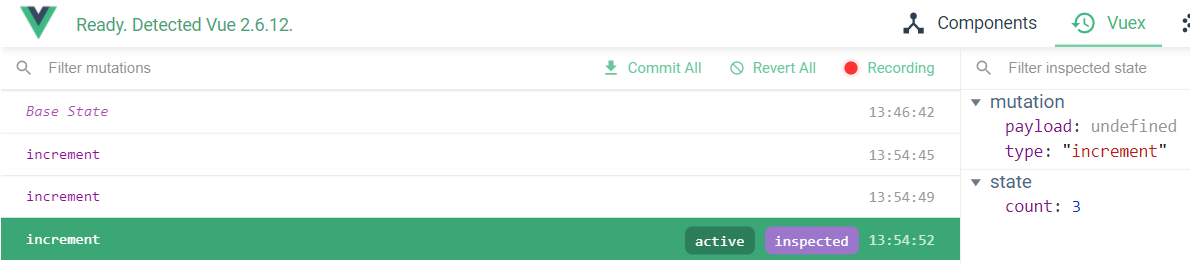 Ready. Detected Vue 2.6.12.
Components
Vuex
Filter mutations
Commit All
Revert All
Recording
Filter inspected state
Base State 13:46:42
increment 13:54:45
increment 13:54:49
increment active inspected 13:54:52
mutation
payload: undefined
type: "increment"
state
count: 3